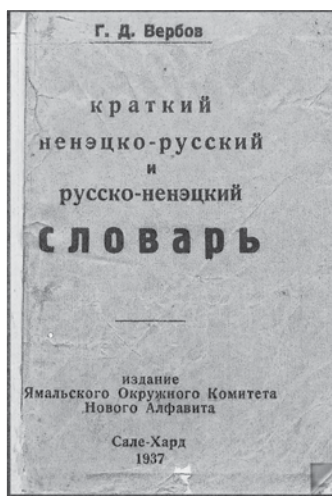 Г. Д. Вербов
краткий
ненэцко-русский
и
русско-ненэцкий
словарь
издание
Ямальского Окружного Комитета
Нового Алфавита
Сале-Хард
1937